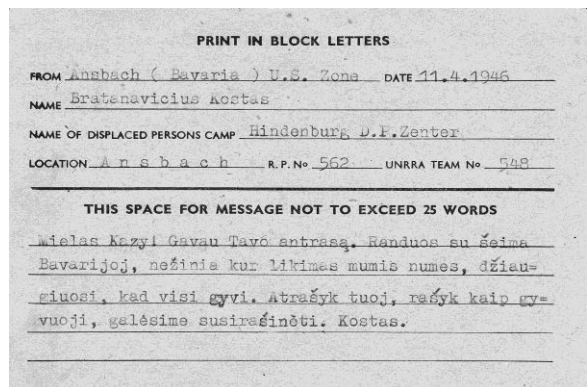 PRINT IN BLOCK LETTERS
FROM Ansbach ( Bavaria ) U.S. Zone DATE 11.4.1946
NAME Bratanavicius Kostas
NAME OF DISPLACED PERSONS CAMP Hindenburg D.P.Zenter
LOCATION A n s b a c h R.P. No 562 UNRRA TEAM No 548
THIS SPACE FOR MESSAGE NOT TO EXCEED 25 WORDS
Mielas Kazy! Gavau Tavo antrasą. Randuos su šeima
Bavarijoj, nežinia kur likimas mumis numes, džiau=
giuosi, kad visi gyvi. Atrašyk tuoj, rašyk kaip gy=
vuoji, galėsime susirašinėti. Kostas.